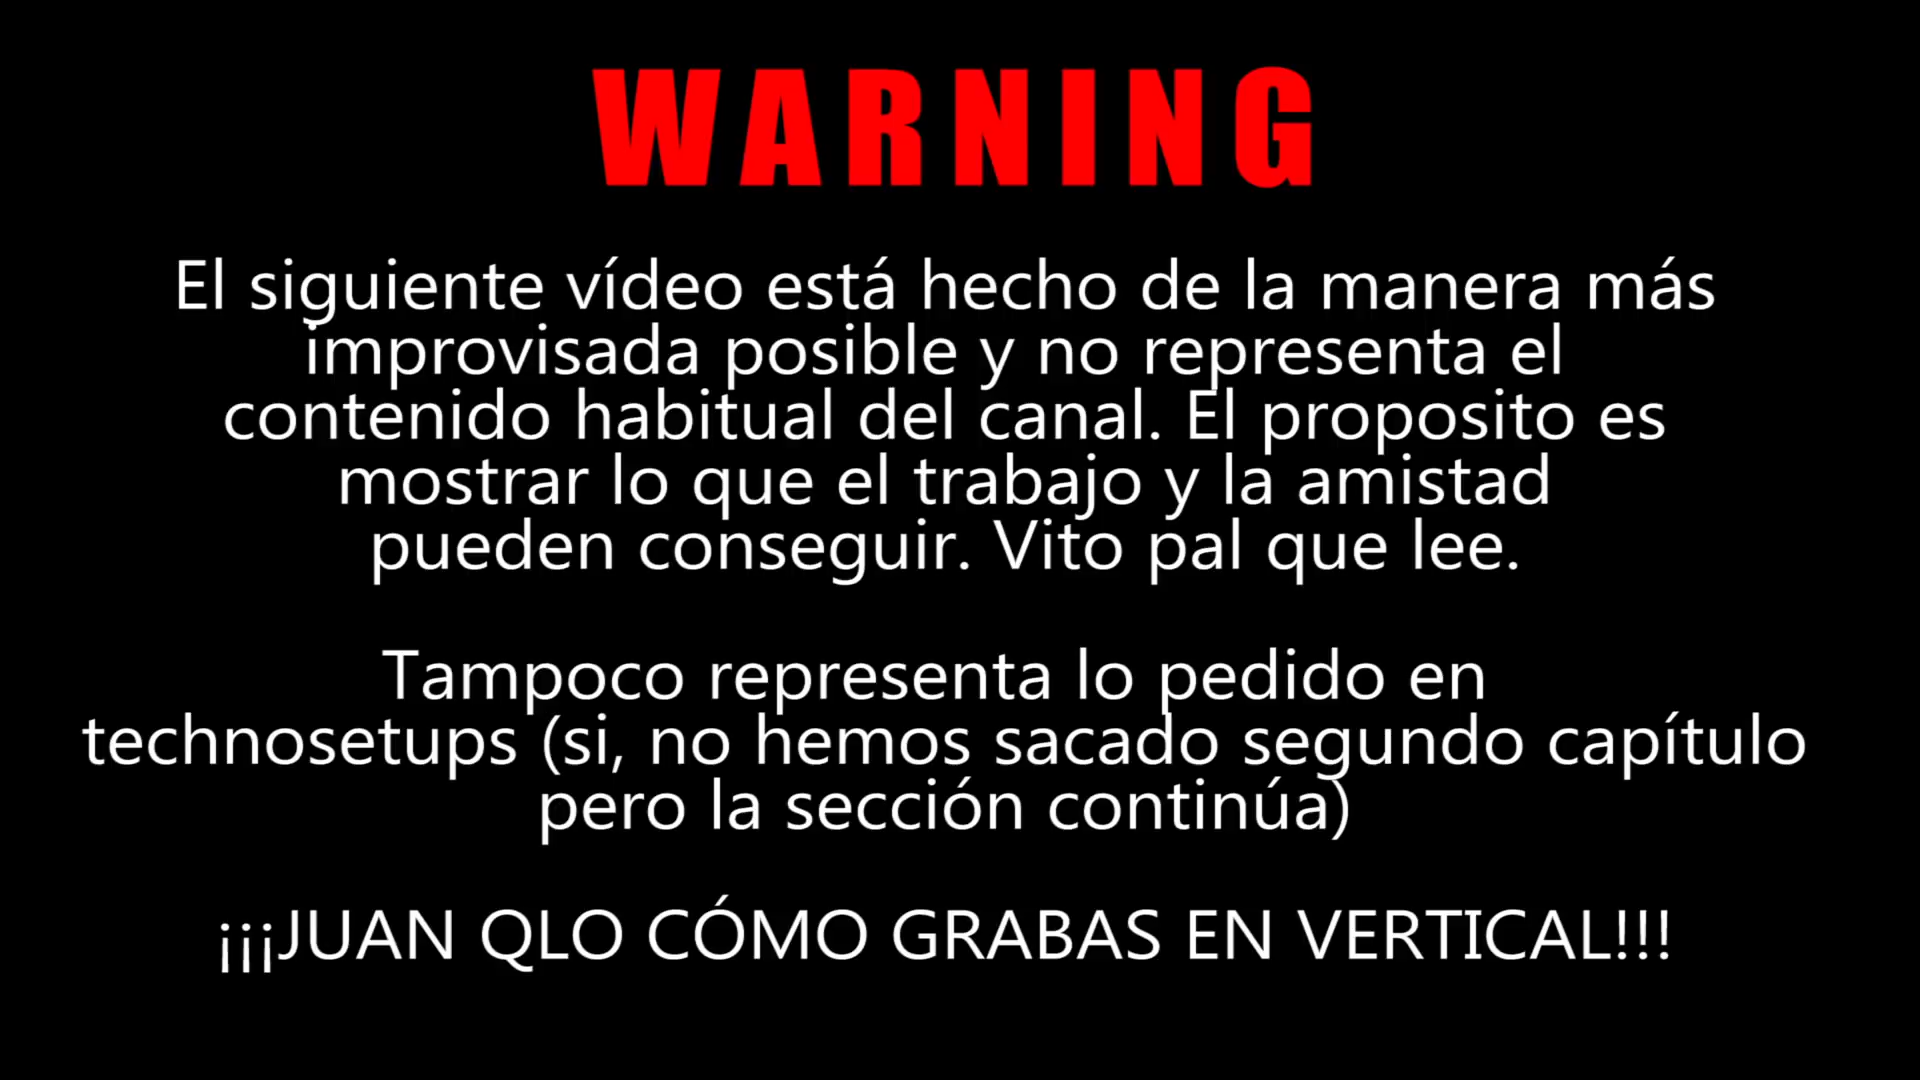 WARNING
El siguiente vídeo está hecho de la manera más
improvisada posible y no representa el
contenido habitual del canal. El proposito es
mostrar lo que el trabajo y la amistad
pueden conseguir. Vito pal que lee.
Tampoco representa lo pedido en
technosetups (si, no hemos sacado segundo capítulo
pero la sección continúa)
¡¡¡JUAN QLO CÓMO GRABAS EN VERTICAL!!!